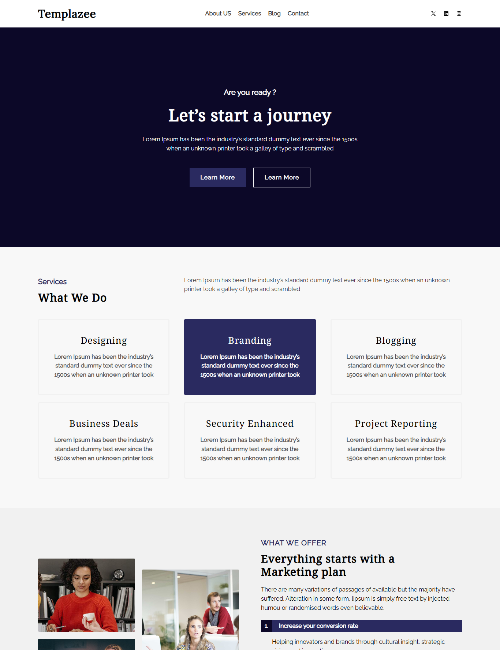 Templazee
About US Services Blog Contact
Are you ready ?
Let's start a journey
Lorem Ipsum has been the industry's standard dummy text ever since the 1500s
when an unknown printer took a galley of type and scrambled
Learn More Learn More
Services
What We Do
Lorem Ipsum has been the industry's standard dummy text ever since the 1500s when an unknown
printer took a galley of type and scrambled
Designing
Lorem Ipsum has been the industry's
standard dummy text ever since the
1500s when an unknown printer took
Branding
Lorem Ipsum has been the industry's
standard dummy text ever since the
1500s when an unknown printer took
Blogging
Lorem Ipsum has been the industry's
standard dummy text ever since the
1500s when an unknown printer took
Business Deals
Lorem Ipsum has been the industry's
standard dummy text ever since the
1500s when an unknown printer took
Security Enhanced
Lorem Ipsum has been the industry's
standard dummy text ever since the
1500s when an unknown printer took
Project Reporting
Lorem Ipsum has been the industry's
standard dummy text ever since the
1500s when an unknown printer took
WHAT WE OFFER
Everything starts with a
Marketing plan
There are many variations of passages of available but the majority have
suffered. Alteration in some form, Ipsum is simply free text by injected
humou or randomised words even believable.
1 Increase your conversion rate
Helping innovators and brands through cultural insight, strategic